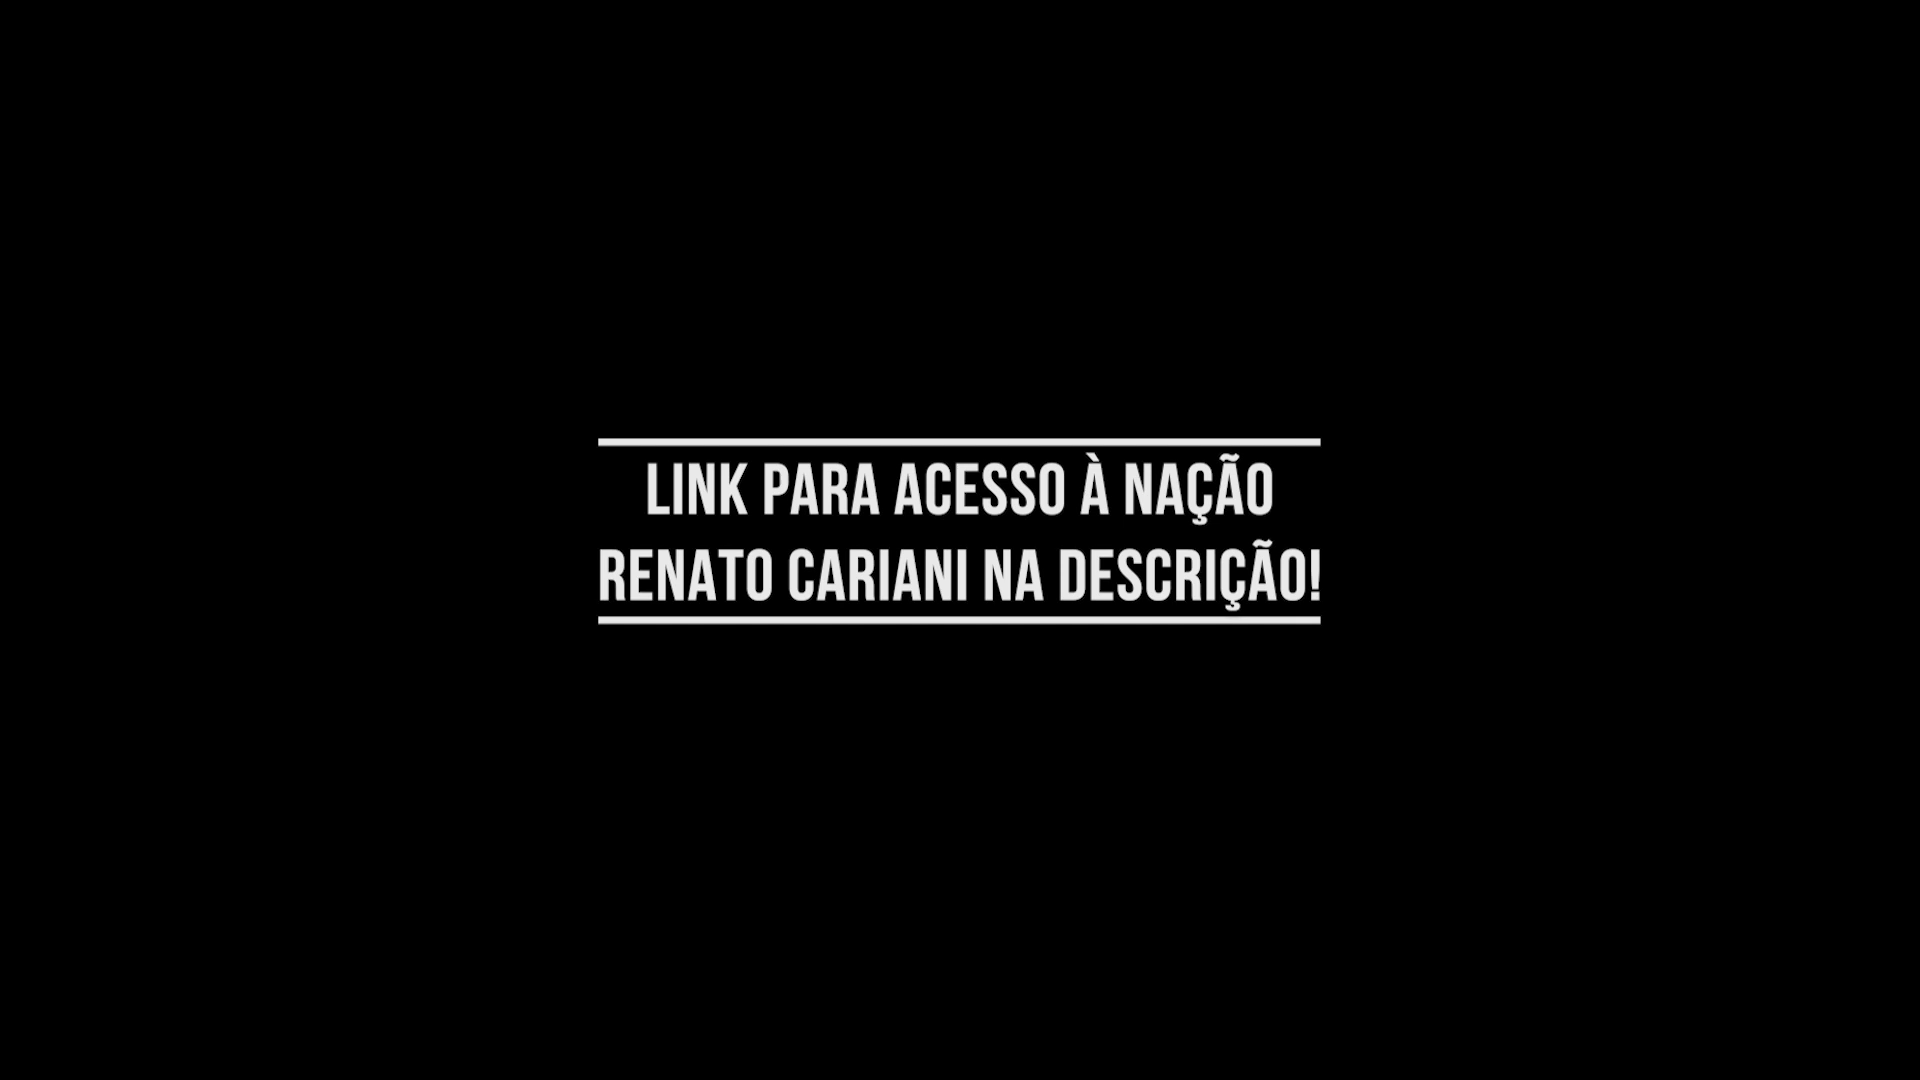 LINK PARA ACESSO À NAÇÃO
RENATO CARIANI NA DESCRIÇÃO!